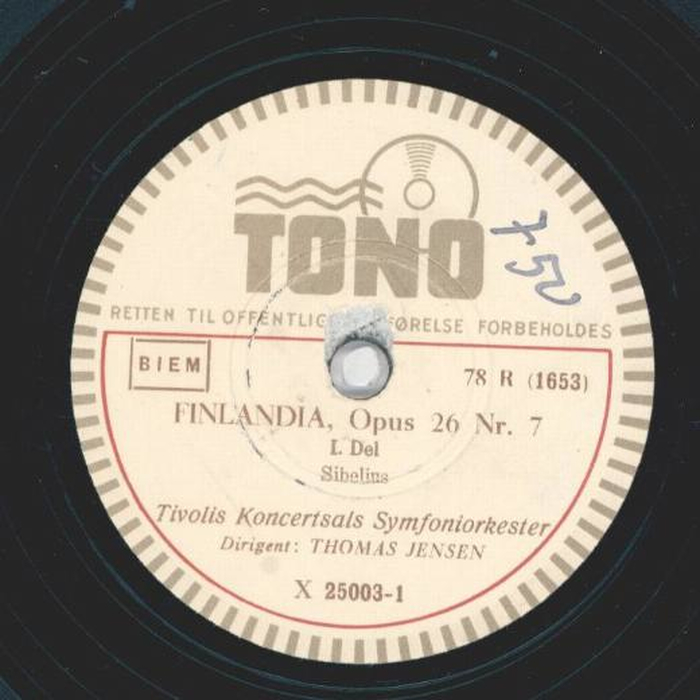 TONO
X 50
RETTEN TIL OFFENTLIG FØRELSE FORBEHOLDES
BIEM
78 R (1653)
FINLANDIA, Opus 26 Nr. 7
I. Del
Sibelius
Tivolis Koncertsals Symfoniorkester
Dirigent: THOMAS JENSEN
X 25003-1